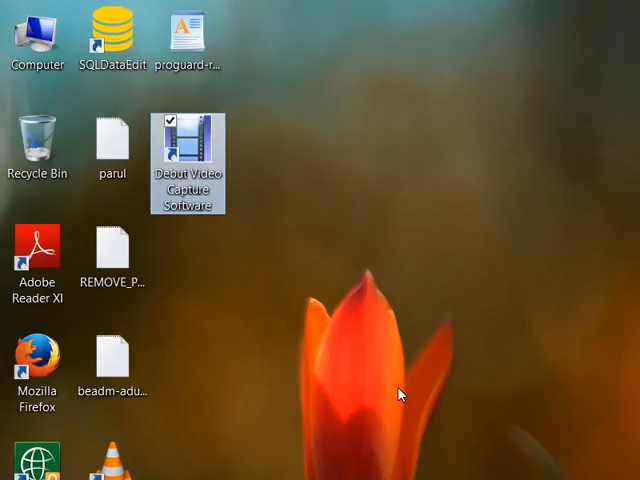 Computer
SQLDataEdit
proguard-r...
Recycle Bin
parul
Debut Video
Capture
Software
Adobe
Reader XI
REMOVE_P...
Mozilla
Firefox
beadm-adu...